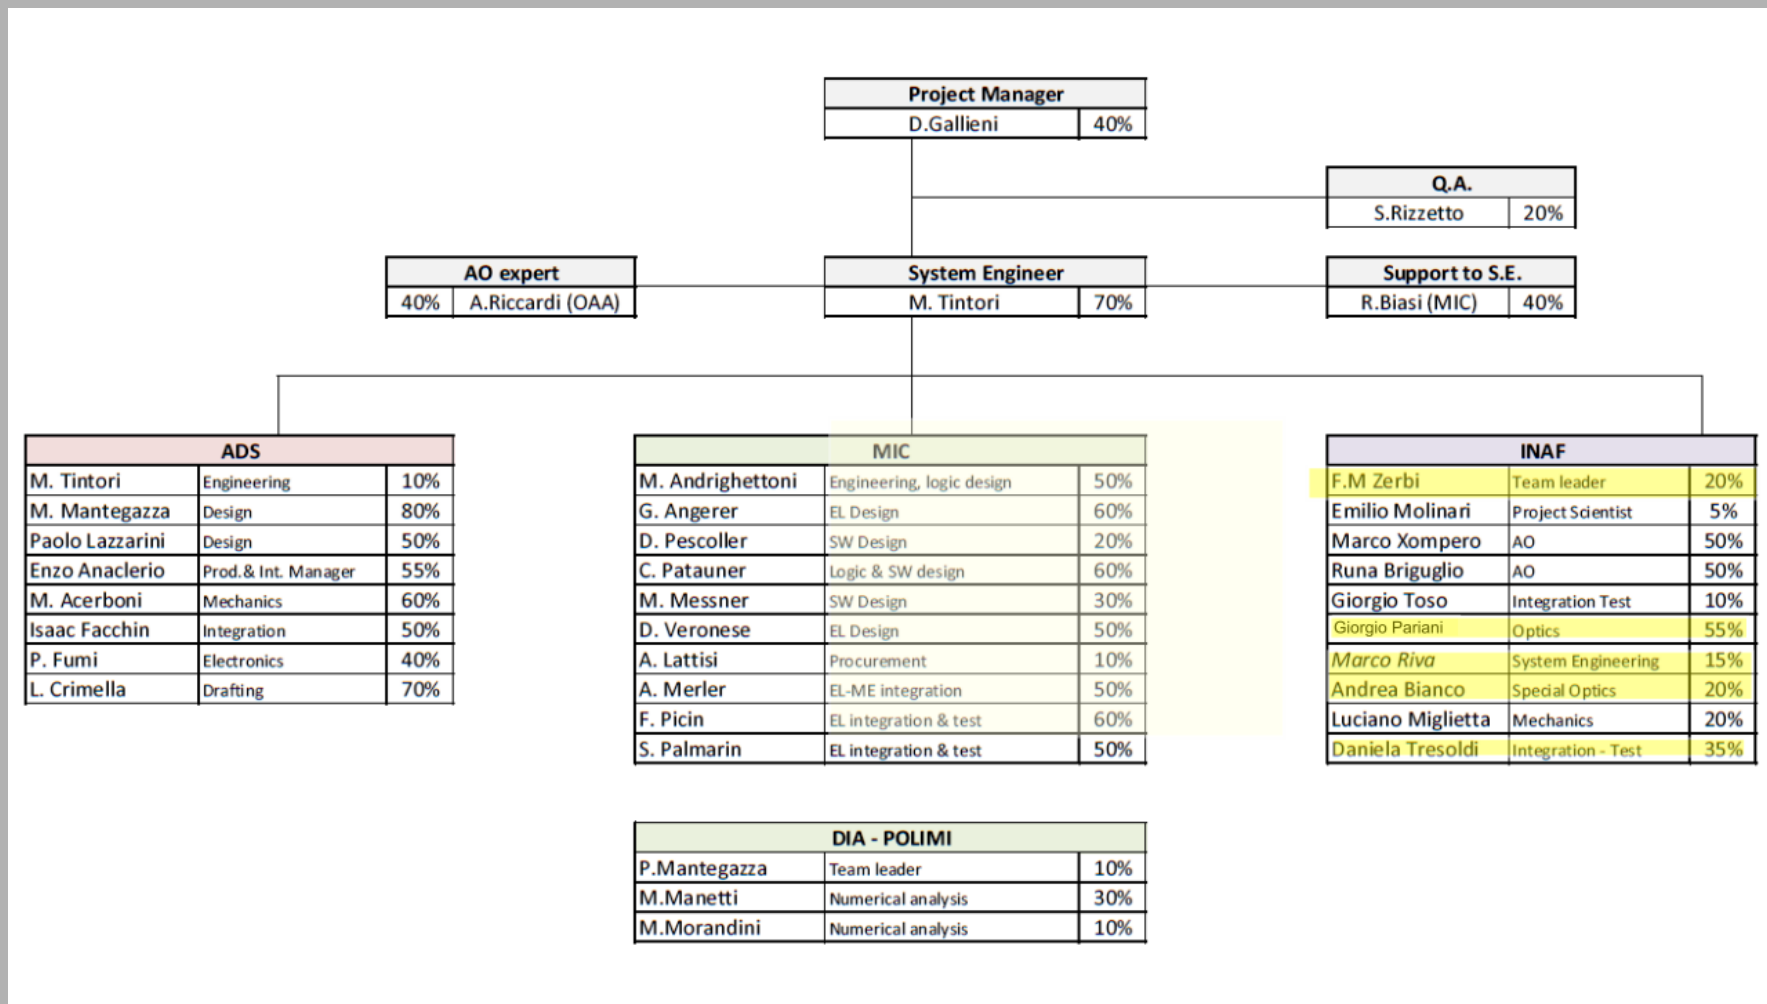 Project Manager
D.Gallieni 40%
Q.A.
S.Rizzetto 20%
AO expert
40% A.Riccardi (OAA)
System Engineer
M. Tintori 70%
Support to S.E.
R.Biasi (MIC) 40%
ADS
M. Tintori Engineering 10%
M. Mantegazza Design 80%
Paolo Lazzarini Design 50%
Enzo Anaclerio Prod.& Int. Manager 55%
M. Acerboni Mechanics 60%
Isaac Facchin Integration 50%
P. Fumi Electronics 40%
L. Crimella Drafting 70%
MIC
M. Andrighettoni Engineering, logic design 50%
G. Angerer EL Design 60%
D. Pescoller SW Design 20%
C. Patauner Logic & SW design 60%
M. Messner SW Design 30%
D. Veronese EL Design 50%
A. Lattisi Procurement 10%
A. Merler EL-ME integration 50%
F. Picin EL integration & test 60%
S. Palmarin EL integration & test 50%
INAF
F.M Zerbi Team leader 20%
Emilio Molinari Project Scientist 5%
Marco Xompero AO 50%
Runa Briguglio AO 50%
Giorgio Toso Integration Test 10%
Giorgio Pariani Optics 55%
Marco Riva System Engineering 15%
Andrea Bianco Special Optics 20%
Luciano Miglietta Mechanics 20%
Daniela Tresoldi Integration - Test 35%
DIA - POLIMI
P.Mantegazza Team leader 10%
M.Manetti Numerical analysis 30%
M.Morandini Numerical analysis 10%